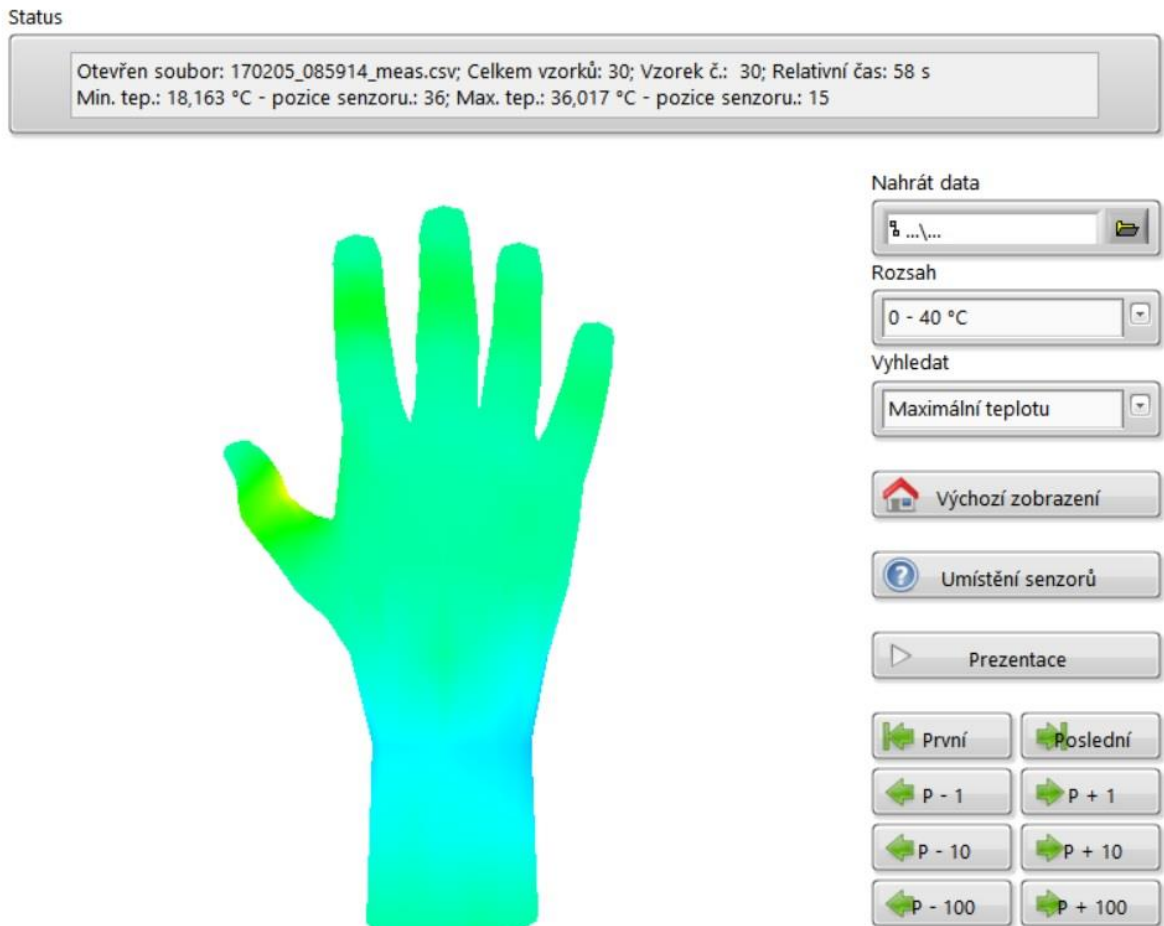 Status
Otevřen soubor: 170205_085914_meas.csv; Celkem vzorků: 30; Vzorek č.:  30; Relativní čas: 58 s
Min. tep.: 18,163 °C - pozice senzoru.: 36; Max. tep.: 36,017 °C - pozice senzoru.: 15
Nahrát data
...\...
Rozsah
0 - 40 °C
Vyhledat
Maximální teplotu
Výchozí zobrazení
Umístění senzorů
Prezentace
První Poslední
P - 1 P + 1
P - 10 P + 10
P - 100 P + 100